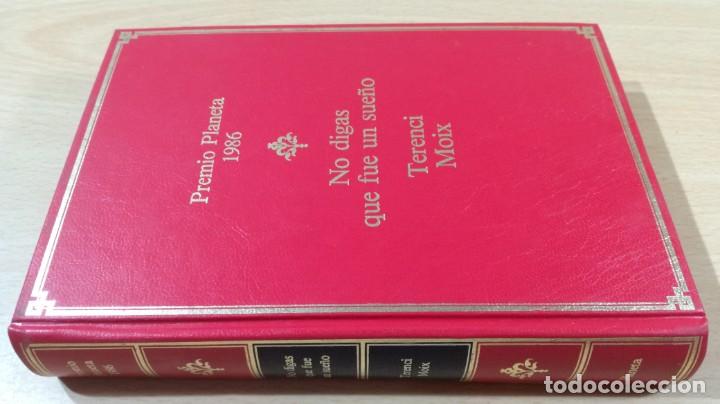 Premio Planeta
1986
No digas
que fue un sueño
Terenci
Moix
No digas
que fue
un sueño
Terenci
Moix
todocoleccion